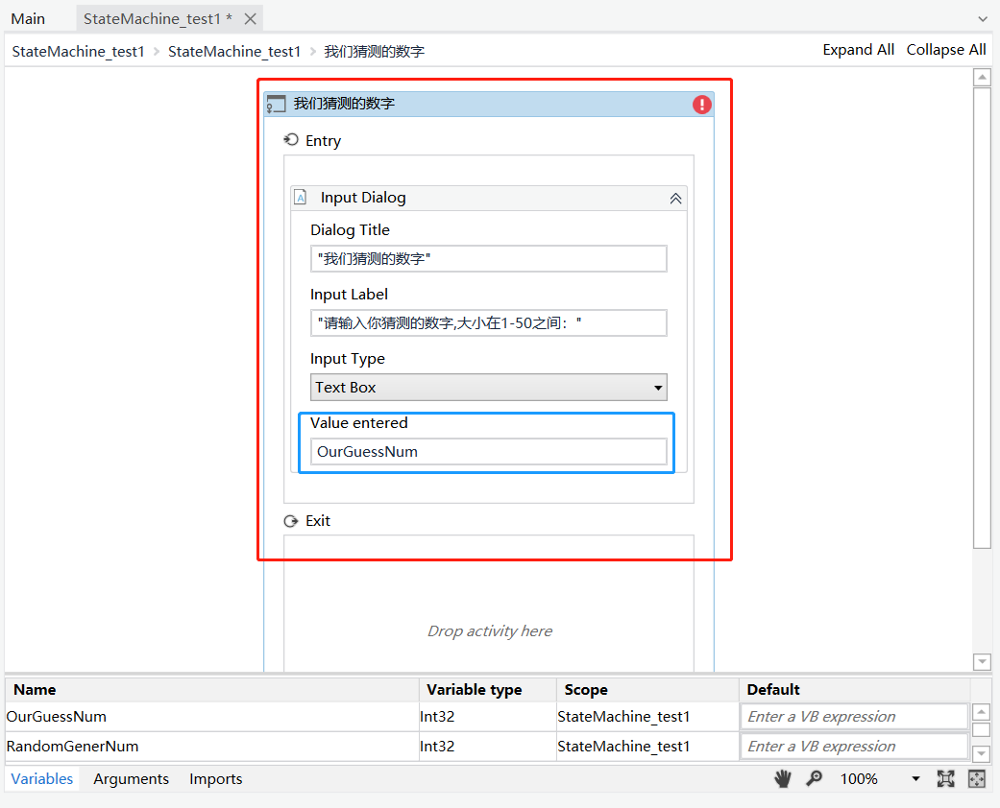 Main
StateMachine_test1 *
StateMachine_test1 > StateMachine_test1 > 我们猜测的数字
Expand All Collapse All
我们猜测的数字
Entry
Input Dialog
Dialog Title
"我们猜测的数字"
Input Label
"请输入你猜测的数字,大小在1-50之间："
Input Type
Text Box
Value entered
OurGuessNum
Exit
Drop activity here
Name Variable type Scope Default
OurGuessNum Int32 StateMachine_test1 Enter a VB expression
RandomGenerNum Int32 StateMachine_test1 Enter a VB expression
Variables Arguments Imports 100%